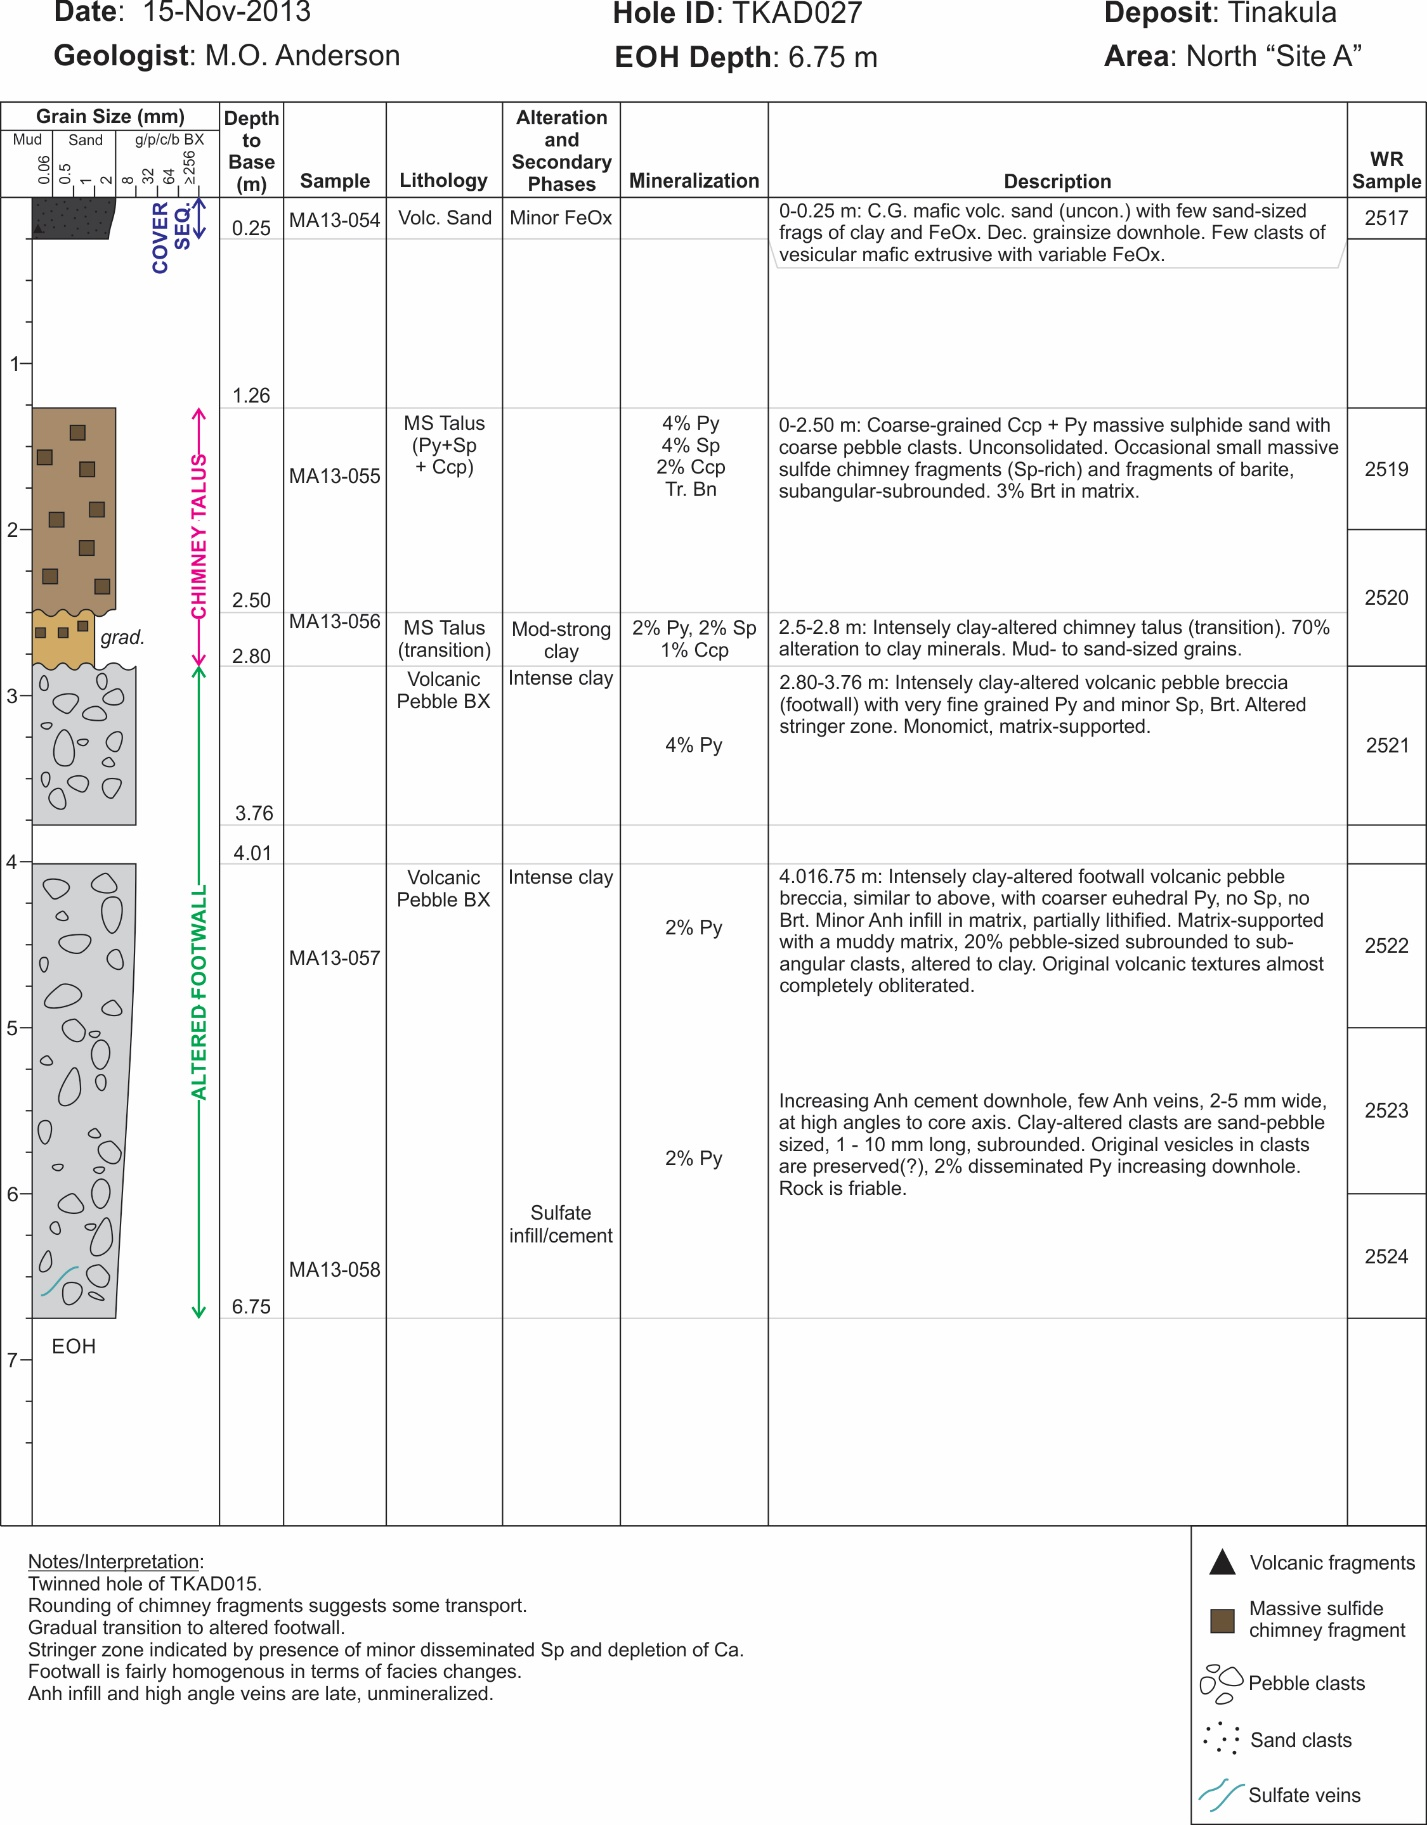 Date: 15-Nov-2013
Hole ID: TKAD027
Deposit: Tinakula
Geologist: M.O. Anderson
EOH Depth: 6.75 m
Area: North “Site A”
Grain Size (mm)
Mud
Sand
g/p/c/b BX
0.06
0.5
1
2
8
32
64
≥256
Depth
to
Base
(m)
Sample
Lithology
Alteration
and
Secondary
Phases
Mineralization
Description
WR
Sample
COVER
SEQ.
0.25
MA13-054
Volc. Sand
Minor FeOx
0-0.25 m: C.G. mafic volc. sand (uncon.) with few sand-sized
frags of clay and FeOx. Dec. grainsize downhole. Few clasts of
vesicular mafic extrusive with variable FeOx.
2517
1
1.26
CHIMNEY TALUS
MA13-055
MS Talus
(Py+Sp
+ Ccp)
4% Py
4% Sp
2% Ccp
Tr. Bn
0-2.50 m: Coarse-grained Ccp + Py massive sulphide sand with
coarse pebble clasts. Unconsolidated. Occasional small massive
sulfde chimney fragments (Sp-rich) and fragments of barite,
subangular-subrounded. 3% Brt in matrix.
2519
2
2.50
2520
grad.
2.80
MA13-056
MS Talus
(transition)
Mod-strong
clay
2% Py, 2% Sp
1% Ccp
2.5-2.8 m: Intensely clay-altered chimney talus (transition). 70%
alteration to clay minerals. Mud- to sand-sized grains.
3
Volcanic
Pebble BX
Intense clay
4% Py
2.80-3.76 m: Intensely clay-altered volcanic pebble breccia
(footwall) with very fine grained Py and minor Sp, Brt. Altered
stringer zone. Monomict, matrix-supported.
2521
3.76
4
4.01
ALTERED FOOTWALL
MA13-057
Volcanic
Pebble BX
Intense clay
2% Py
4.016.75 m: Intensely clay-altered footwall volcanic pebble
breccia, similar to above, with coarser euhedral Py, no Sp, no
Brt. Minor Anh infill in matrix, partially lithified. Matrix-supported
with a muddy matrix, 20% pebble-sized subrounded to sub-
angular clasts, altered to clay. Original volcanic textures almost
completely obliterated.
2522
5
2% Py
Increasing Anh cement downhole, few Anh veins, 2-5 mm wide,
at high angles to core axis. Clay-altered clasts are sand-pebble
sized, 1 - 10 mm long, subrounded. Original vesicles in clasts
are preserved(?), 2% disseminated Py increasing downhole.
Rock is friable.
2523
6
Sulfate
infill/cement
MA13-058
2524
6.75
EOH
7
Notes/Interpretation:
Twinned hole of TKAD015.
Rounding of chimney fragments suggests some transport.
Gradual transition to altered footwall.
Stringer zone indicated by presence of minor disseminated Sp and depletion of Ca.
Footwall is fairly homogenous in terms of facies changes.
Anh infill and high angle veins are late, unmineralized.
Volcanic fragments
Massive sulfide
chimney fragment
Pebble clasts
Sand clasts
Sulfate veins